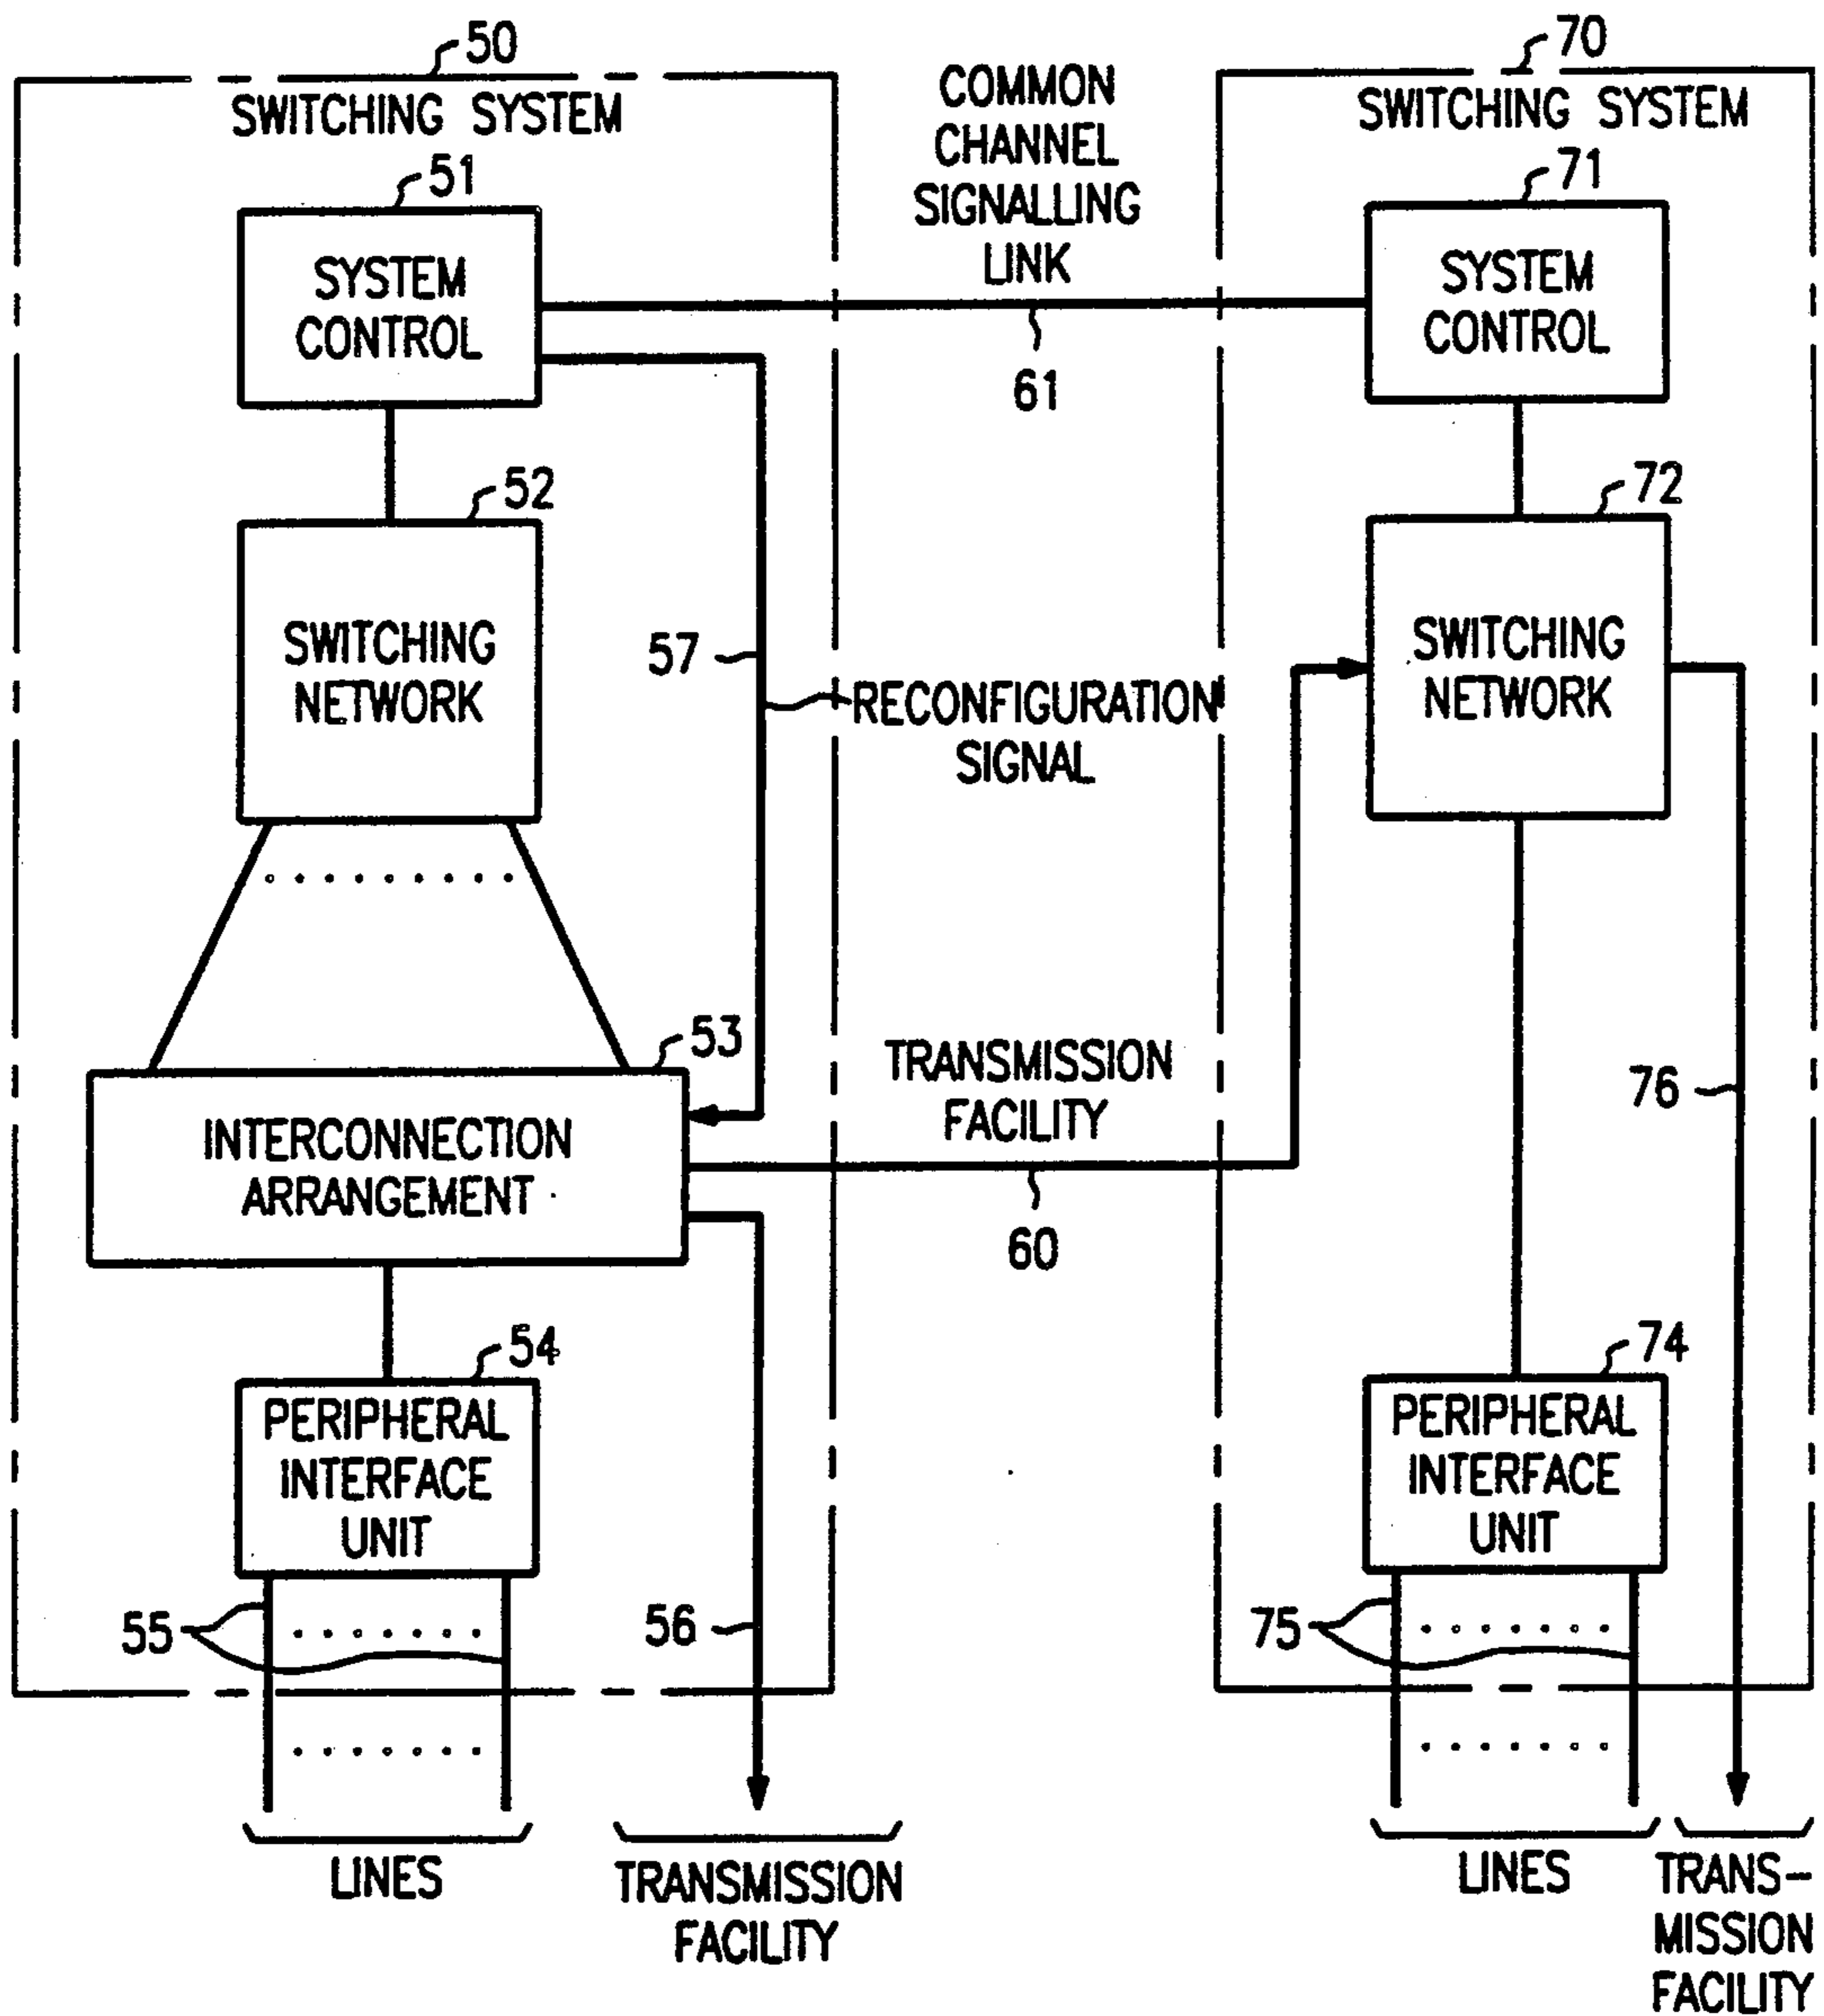 50
SWITCHING SYSTEM
51
SYSTEM
CONTROL
52
SWITCHING
NETWORK
57
RECONFIGURATION
SIGNAL
53
INTERCONNECTION
ARRANGEMENT
54
PERIPHERAL
INTERFACE
UNIT
55
56
LINES
TRANSMISSION
FACILITY
COMMON
CHANNEL
SIGNALLING
LINK
61
TRANSMISSION
FACILITY
60
70
SWITCHING SYSTEM
71
SYSTEM
CONTROL
72
SWITCHING
NETWORK
76
74
PERIPHERAL
INTERFACE
UNIT
75
LINES
TRANS-
MISSION
FACILITY